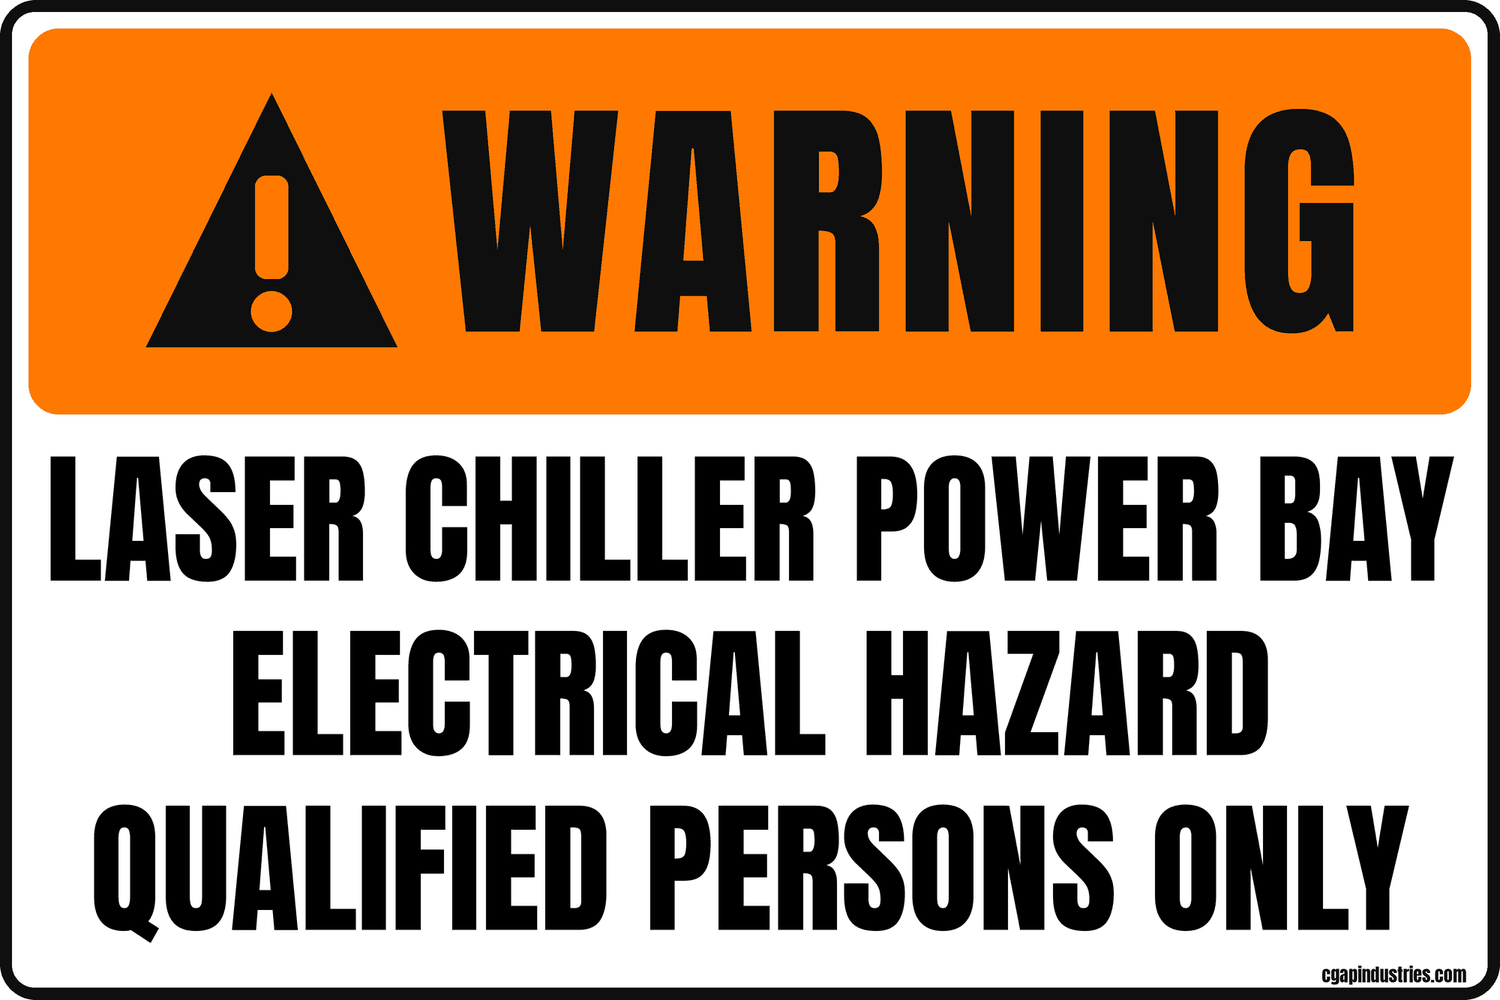 WARNING
LASER CHILLER POWER BAY
ELECTRICAL HAZARD
QUALIFIED PERSONS ONLY
cgapindustries.com